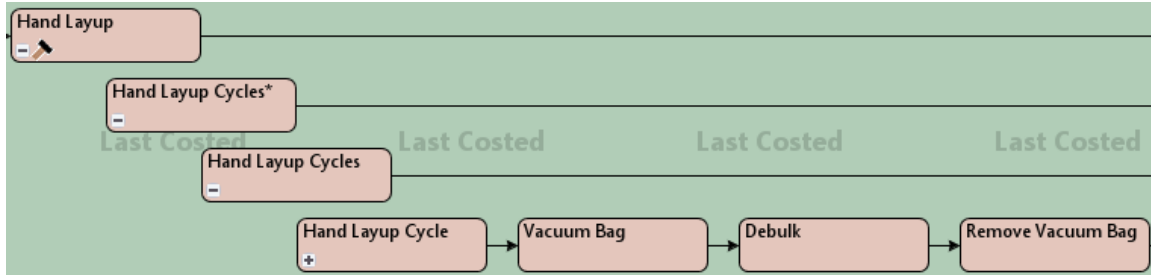 Hand Layup
Hand Layup Cycles*
Last Costed Last Costed Last Costed Last Costed
Hand Layup Cycles
Hand Layup Cycle Vacuum Bag Debulk Remove Vacuum Bag